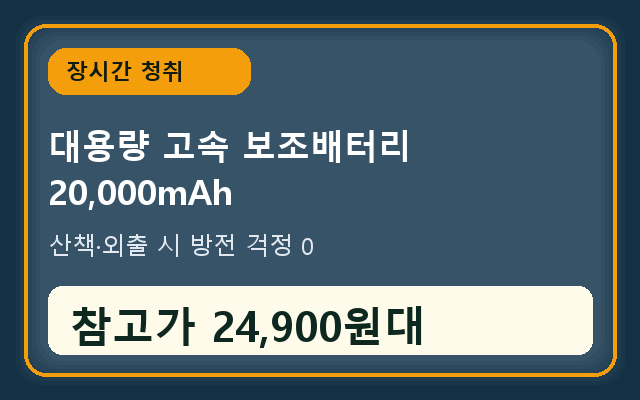 장시간 청취
대용량 고속 보조배터리
20,000mAh
산책·외출 시 방전 걱정 0
참고가 24,900원대